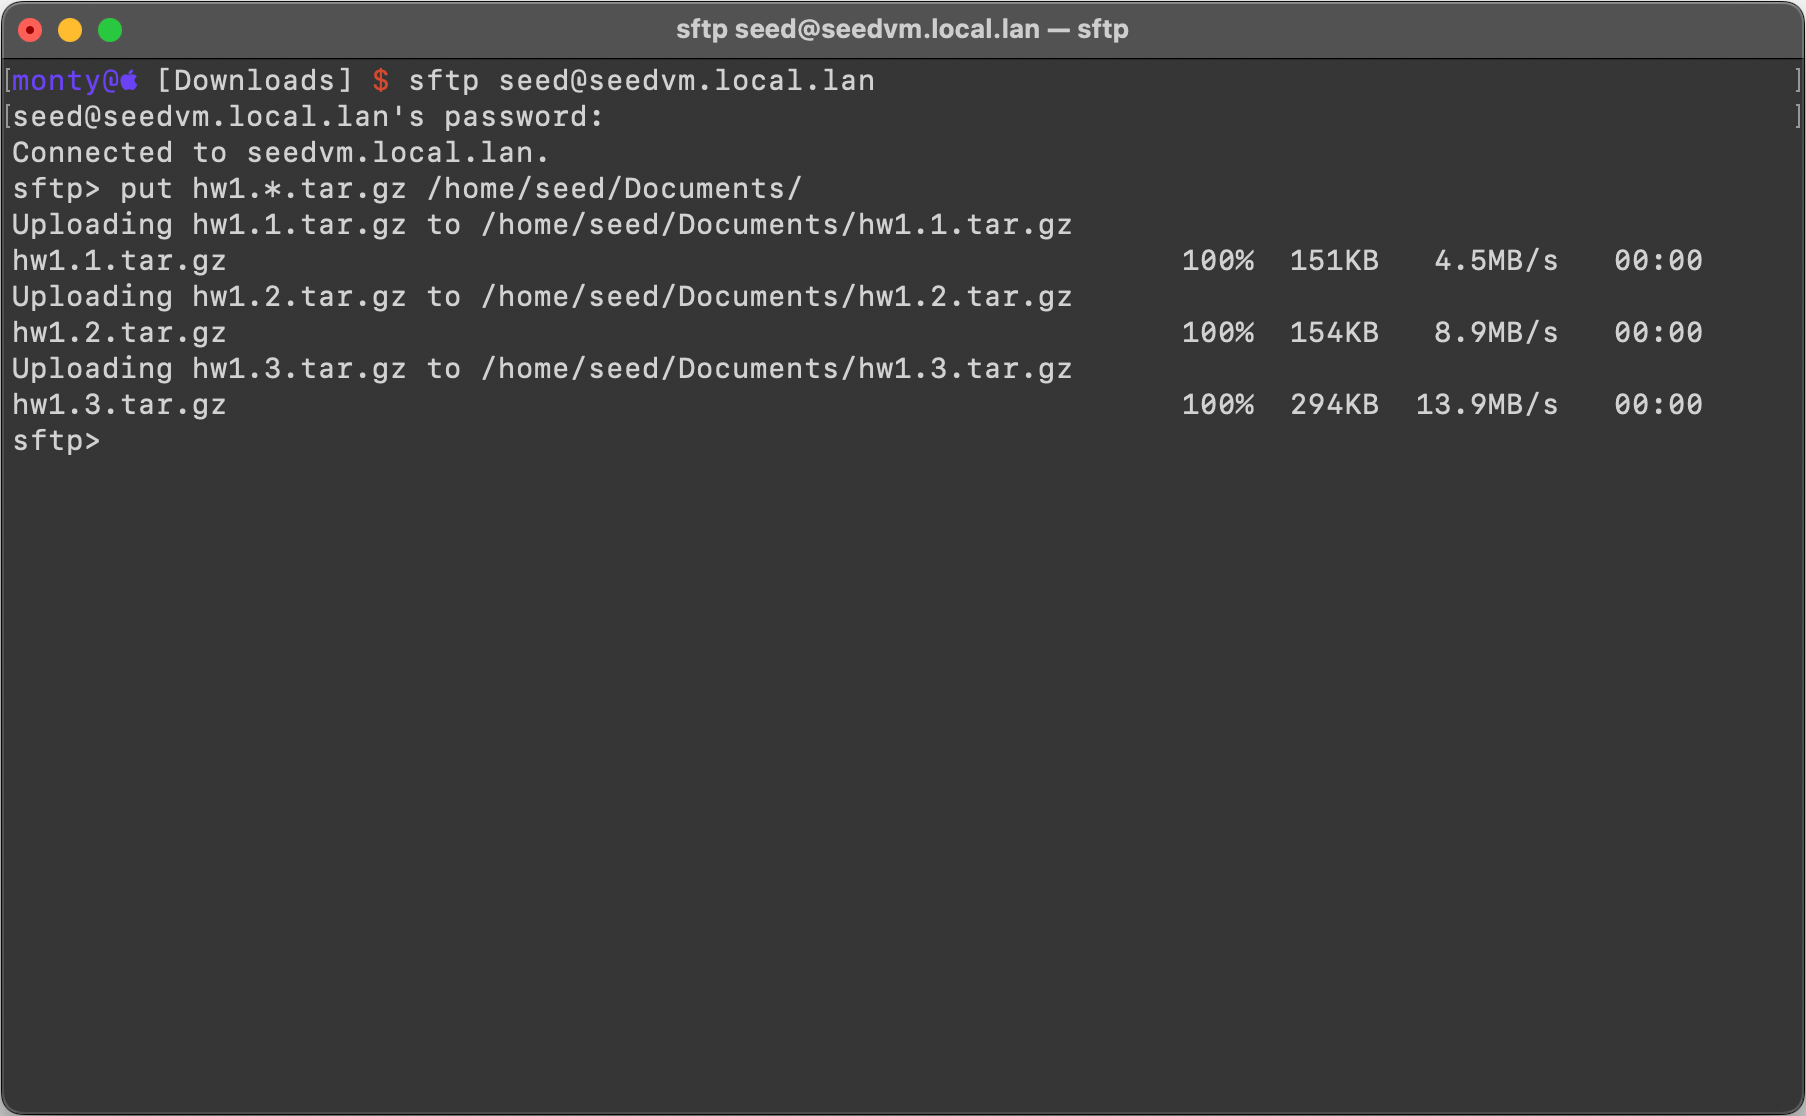 sftp seed@seedvm.local.lan — sftp
[monty@ [Downloads] $ sftp seed@seedvm.local.lan ]
[seed@seedvm.local.lan's password: ]
Connected to seedvm.local.lan.
sftp> put hw1.*.tar.gz /home/seed/Documents/
Uploading hw1.1.tar.gz to /home/seed/Documents/hw1.1.tar.gz
hw1.1.tar.gz 100% 151KB 4.5MB/s 00:00
Uploading hw1.2.tar.gz to /home/seed/Documents/hw1.2.tar.gz
hw1.2.tar.gz 100% 154KB 8.9MB/s 00:00
Uploading hw1.3.tar.gz to /home/seed/Documents/hw1.3.tar.gz
hw1.3.tar.gz 100% 294KB 13.9MB/s 00:00
sftp>